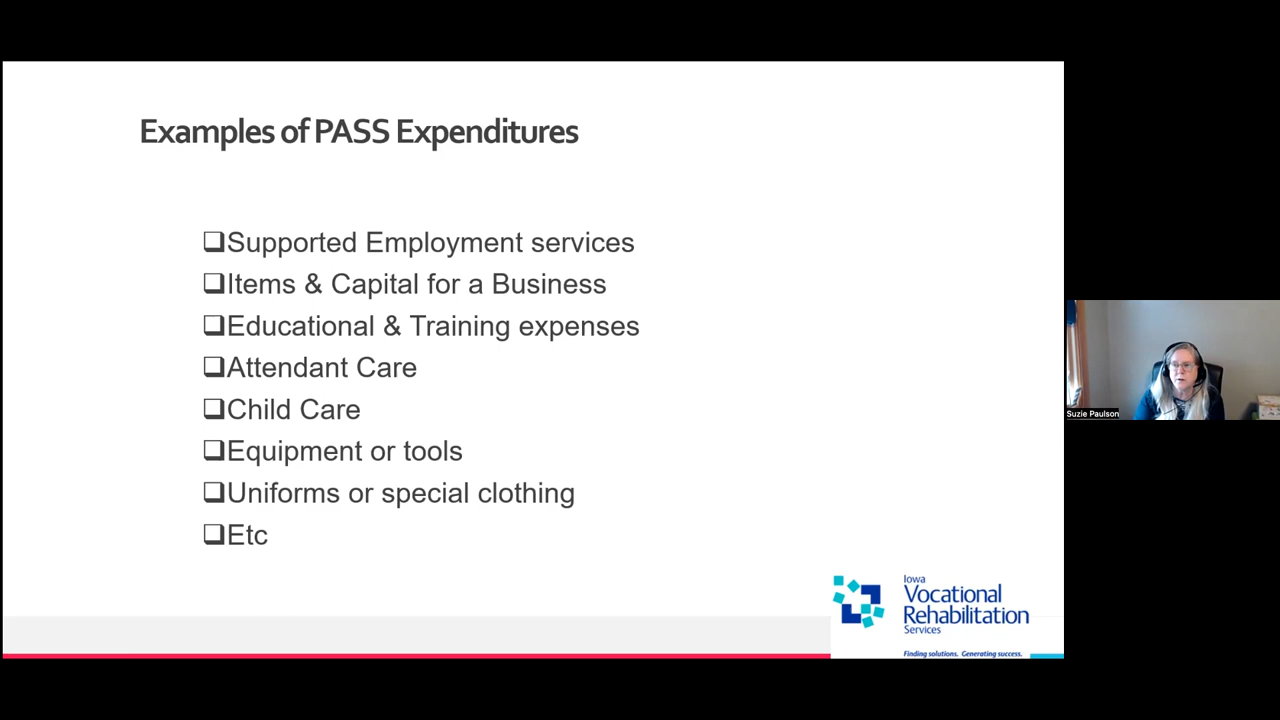 Examples of PASS Expenditures
❑Supported Employment services
❑Items & Capital for a Business
❑Educational & Training expenses
❑Attendant Care
❑Child Care
❑Equipment or tools
❑Uniforms or special clothing
❑Etc
Suzie Paulson
Iowa
Vocational
Rehabilitation
Services
Finding solutions. Generating success.